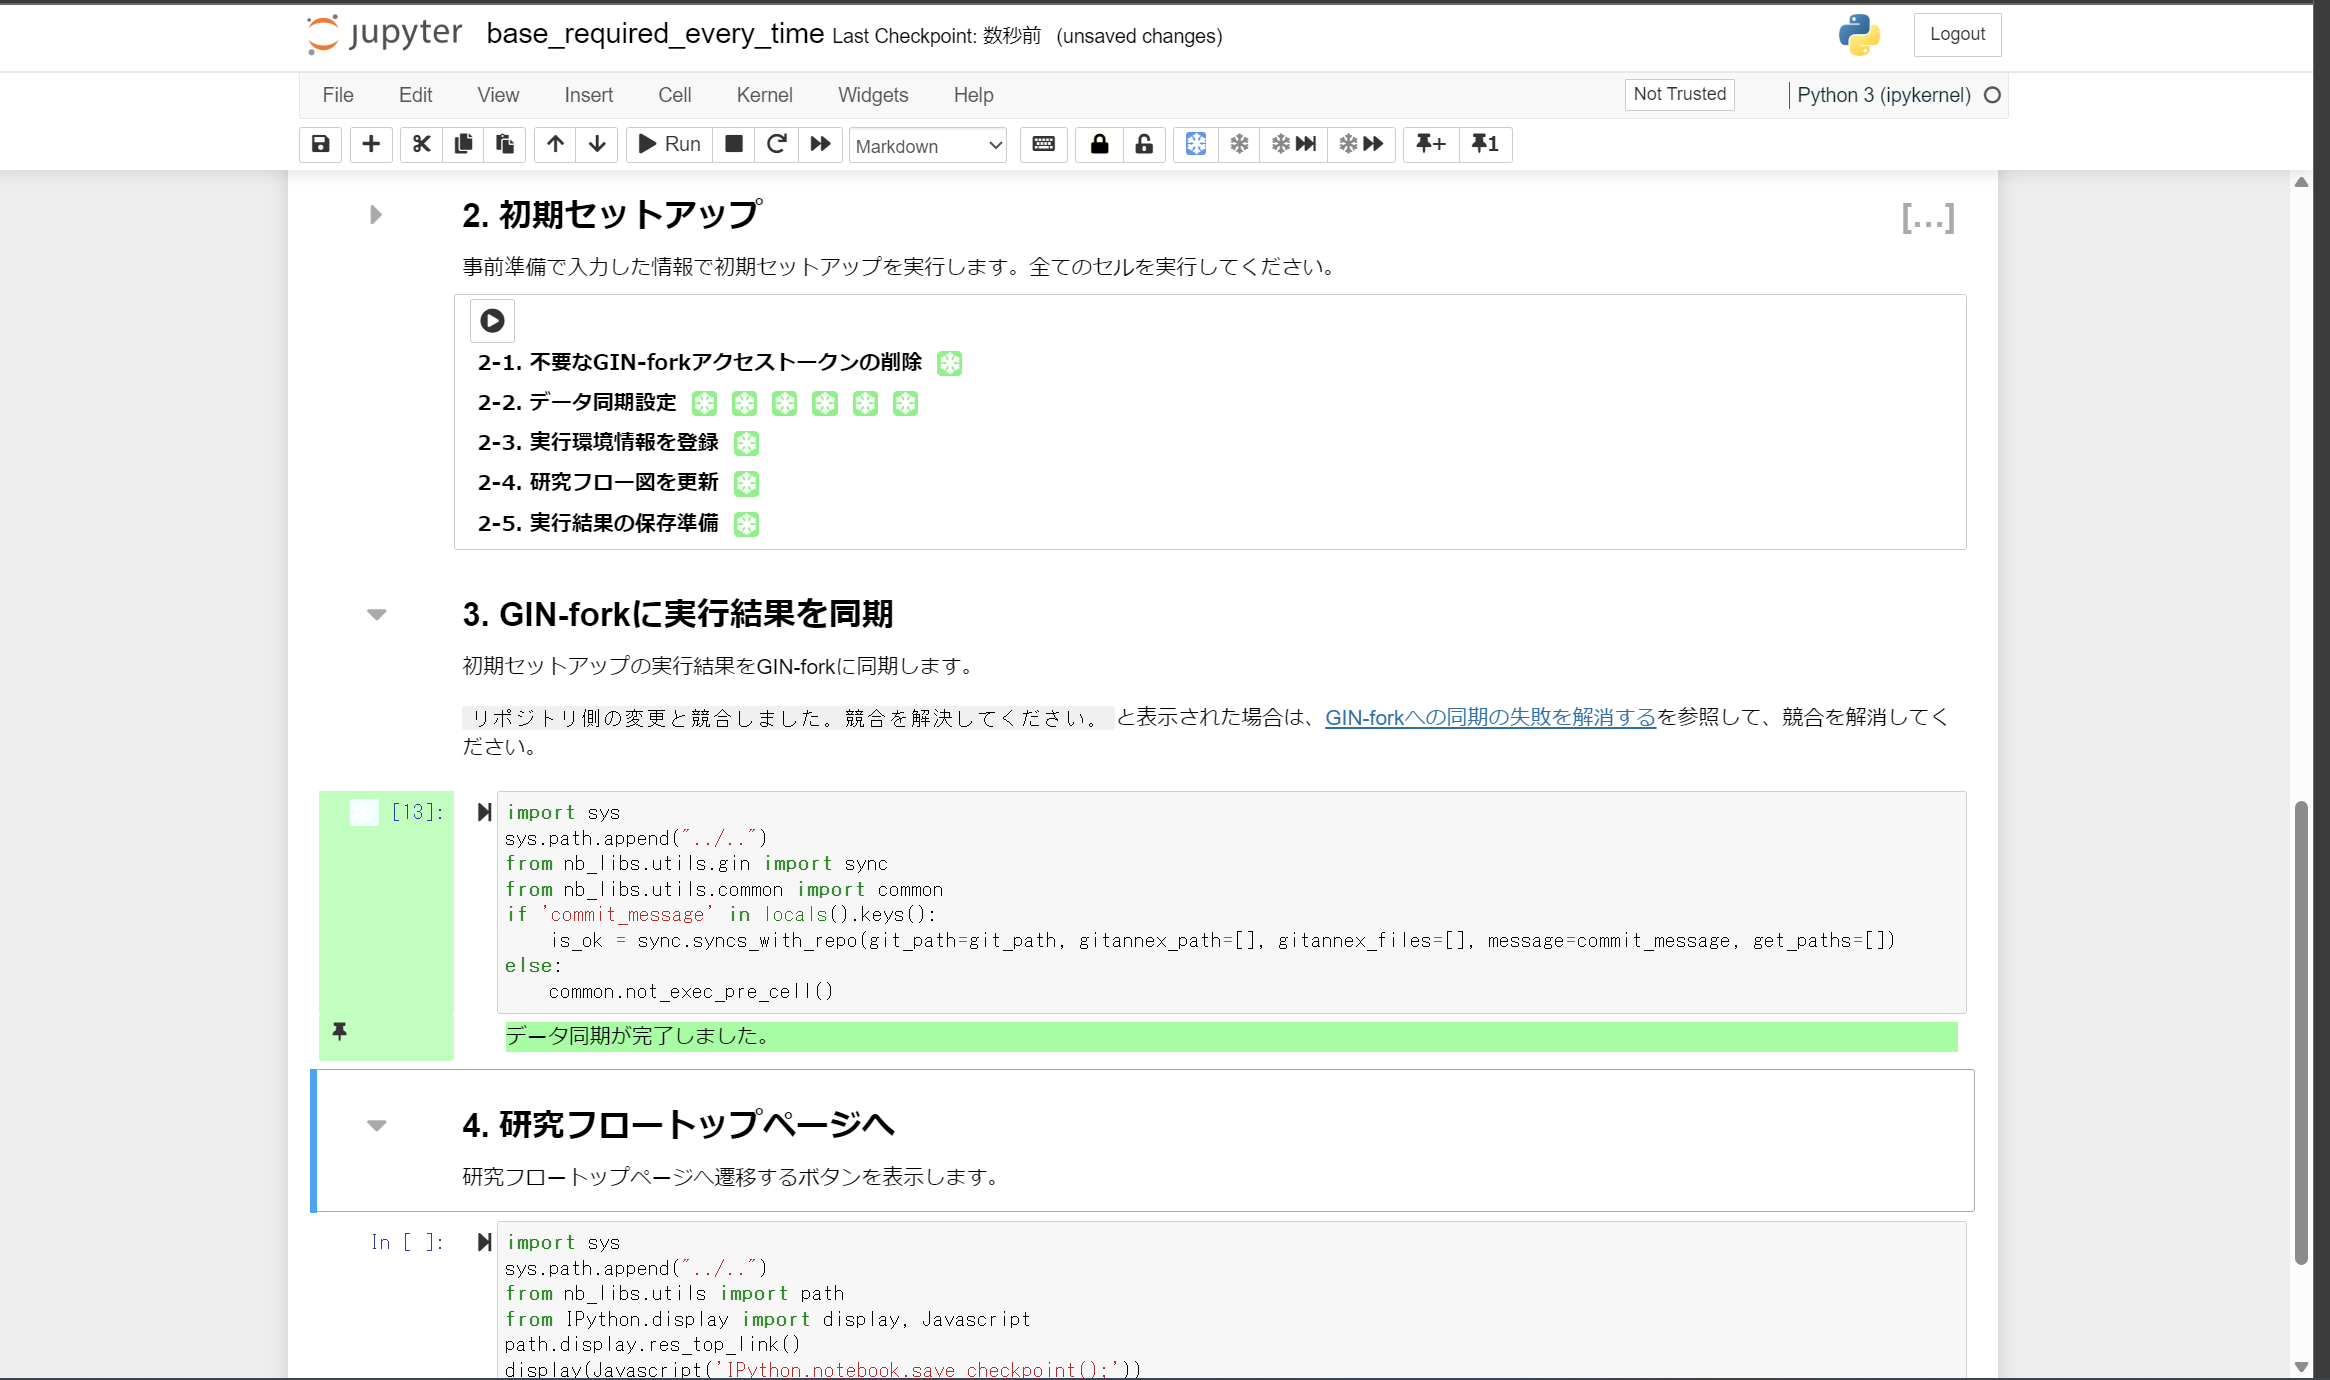 jupyter base_required_every_time Last Checkpoint: 数秒前 (unsaved changes) Logout
File Edit View Insert Cell Kernel Widgets Help Not Trusted Python 3 (ipykernel)
Run Markdown + 1
2. 初期セットアップ [...]
事前準備で入力した情報で初期セットアップを実行します。全てのセルを実行してください。
2-1. 不要なGIN-forkアクセストークンの削除
2-2. データ同期設定
2-3. 実行環境情報を登録
2-4. 研究フロー図を更新
2-5. 実行結果の保存準備
3. GIN-forkに実行結果を同期
初期セットアップの実行結果をGIN-forkに同期します。
リポジトリ側の変更と競合しました。競合を解決してください。 と表示された場合は、GIN-forkへの同期の失敗を解消するを参照して、競合を解消してく
ださい。
[13]: import sys
sys.path.append("../..")
from nb_libs.utils.gin import sync
from nb_libs.utils.common import common
if 'commit_message' in locals().keys():
    is_ok = sync.syncs_with_repo(git_path=git_path, gitannex_path=[], gitannex_files=[], message=commit_message, get_paths=[])
else:
    common.not_exec_pre_cell()
データ同期が完了しました。
4. 研究フロートップページへ
研究フロートップページへ遷移するボタンを表示します。
In [ ]: import sys
sys.path.append("../..")
from nb_libs.utils import path
from IPython.display import display, Javascript
path.display.res_top_link()
display(Javascript('IPython.notebook.save_checkpoint();'))